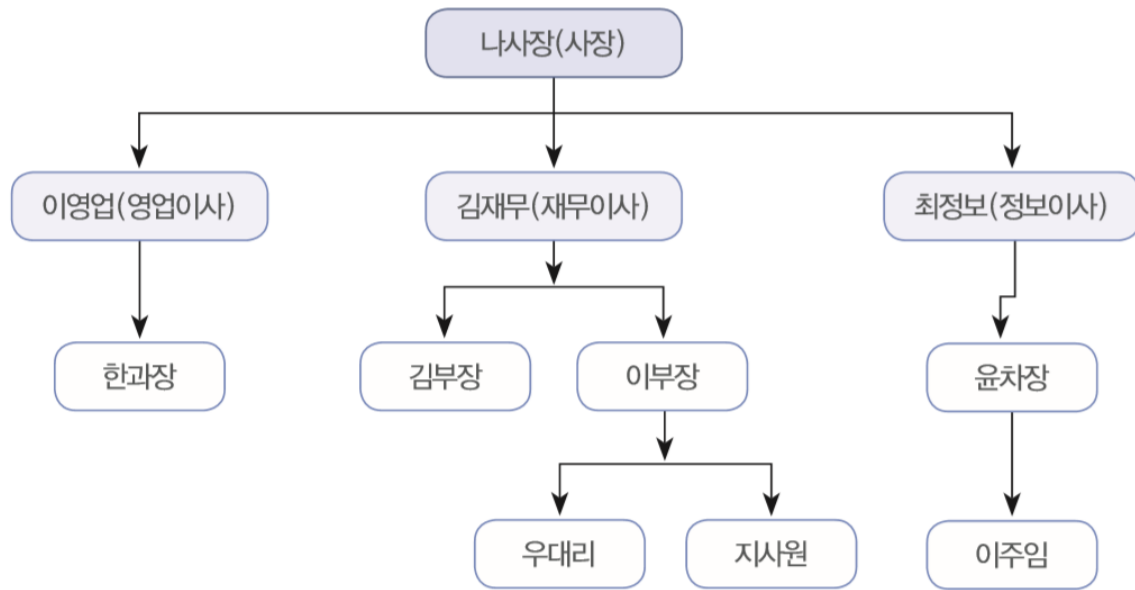 나사장(사장)
이영업(영업이사)
김재무(재무이사)
최정보(정보이사)
한과장
김부장
이부장
윤차장
우대리
지사원
이주임